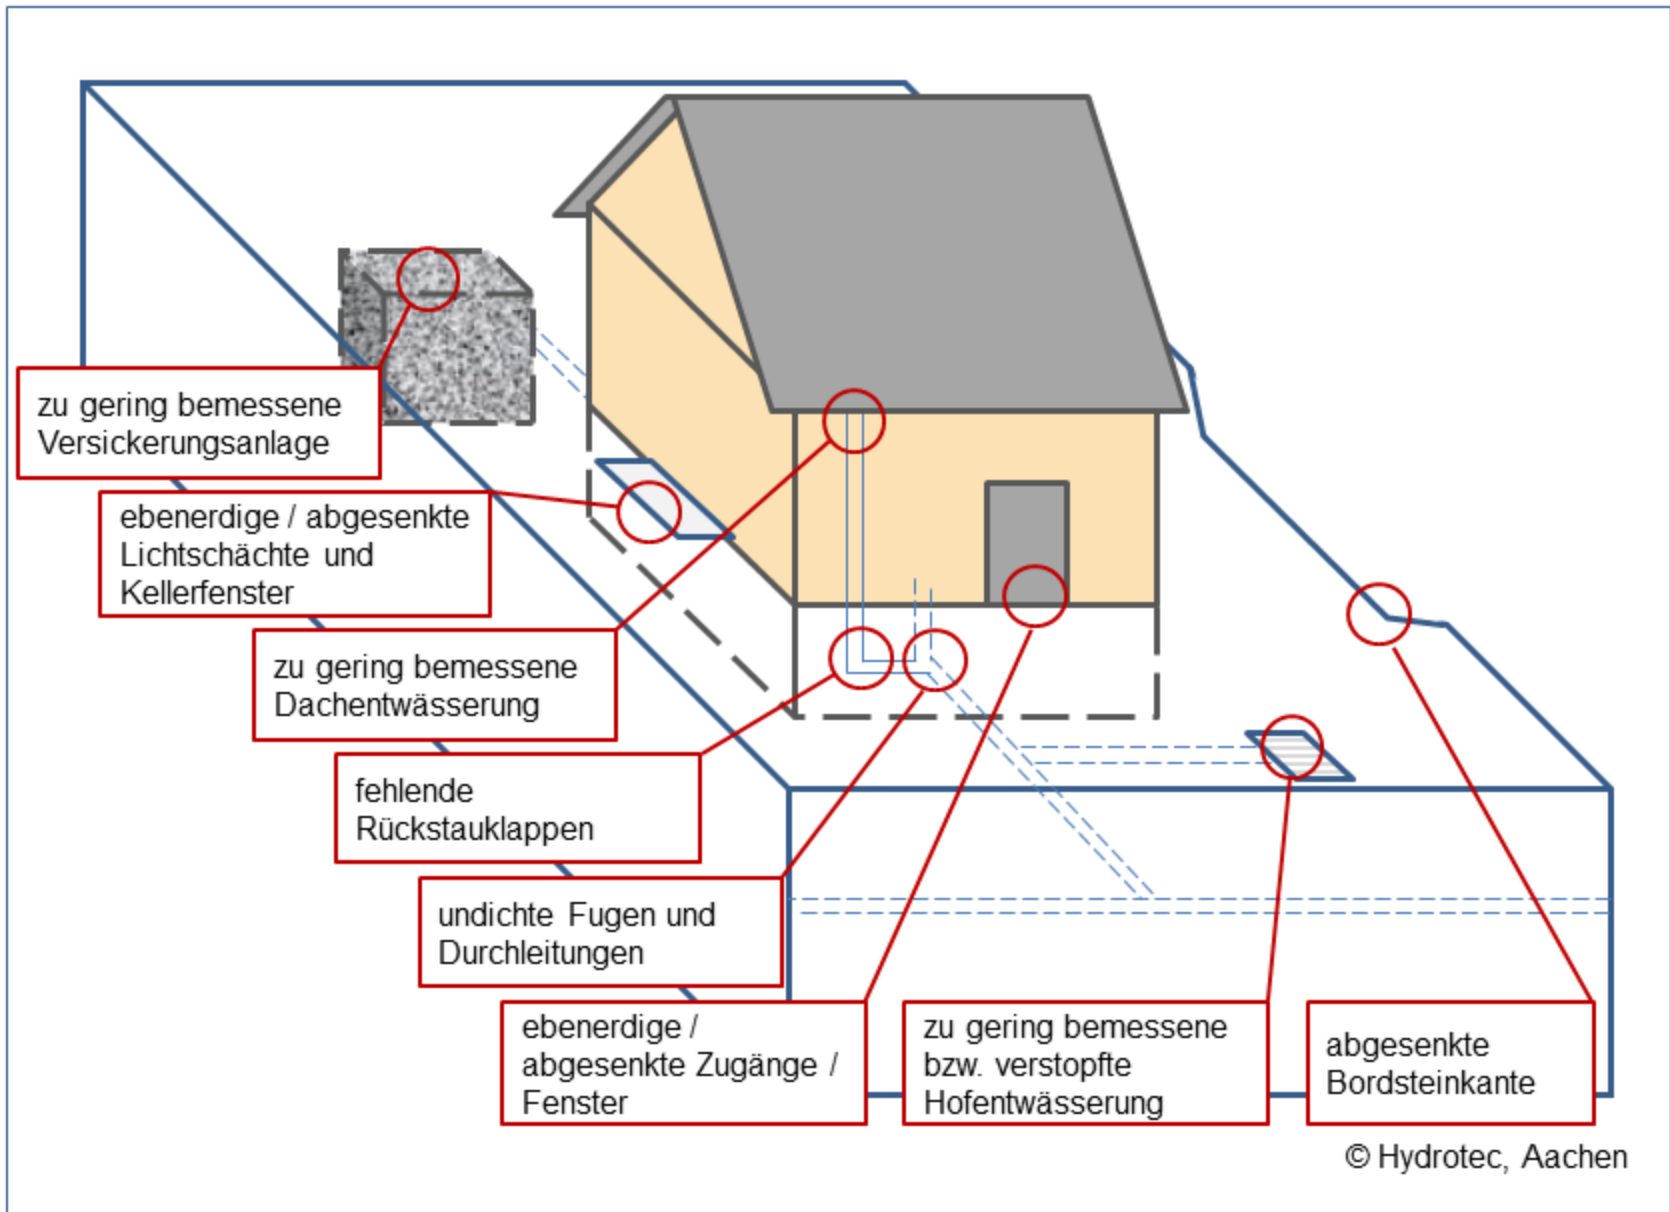 zu gering bemessene
Versickerungsanlage
ebenerdige / abgesenkte
Lichtschächte und
Kellerfenster
zu gering bemessene
Dachentwässerung
fehlende
Rückstauklappen
undichte Fugen und
Durchleitungen
ebenerdige /
abgesenkte Zugänge /
Fenster
zu gering bemessene
bzw. verstopfte
Hofentwässerung
abgesenkte
Bordsteinkante
© Hydrotec, Aachen